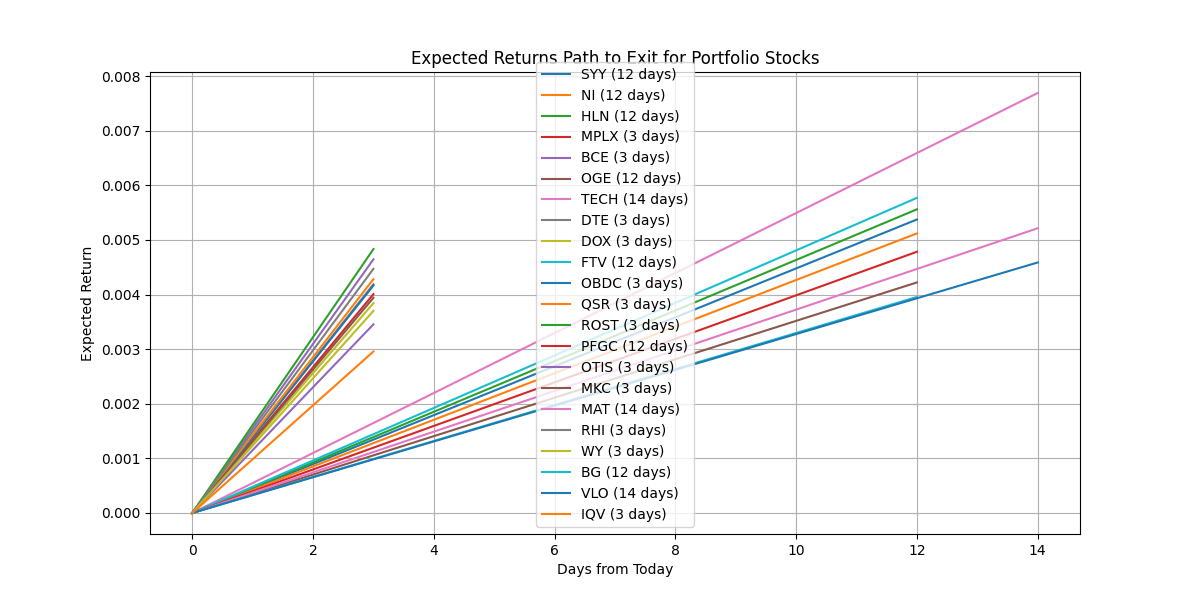 Expected Returns Path to Exit for Portfolio Stocks
SYY (12 days)
NI (12 days)
HLN (12 days)
MPLX (3 days)
BCE (3 days)
OGE (12 days)
TECH (14 days)
DTE (3 days)
DOX (3 days)
FTV (12 days)
OBDC (3 days)
QSR (3 days)
ROST (3 days)
PFGC (12 days)
OTIS (3 days)
MKC (3 days)
MAT (14 days)
RHI (3 days)
WY (3 days)
BG (12 days)
VLO (14 days)
IQV (3 days)
Expected Return
0.008
0.007
0.006
0.005
0.004
0.003
0.002
0.001
0.000
0 2 4 6 8 10 12 14
Days from Today